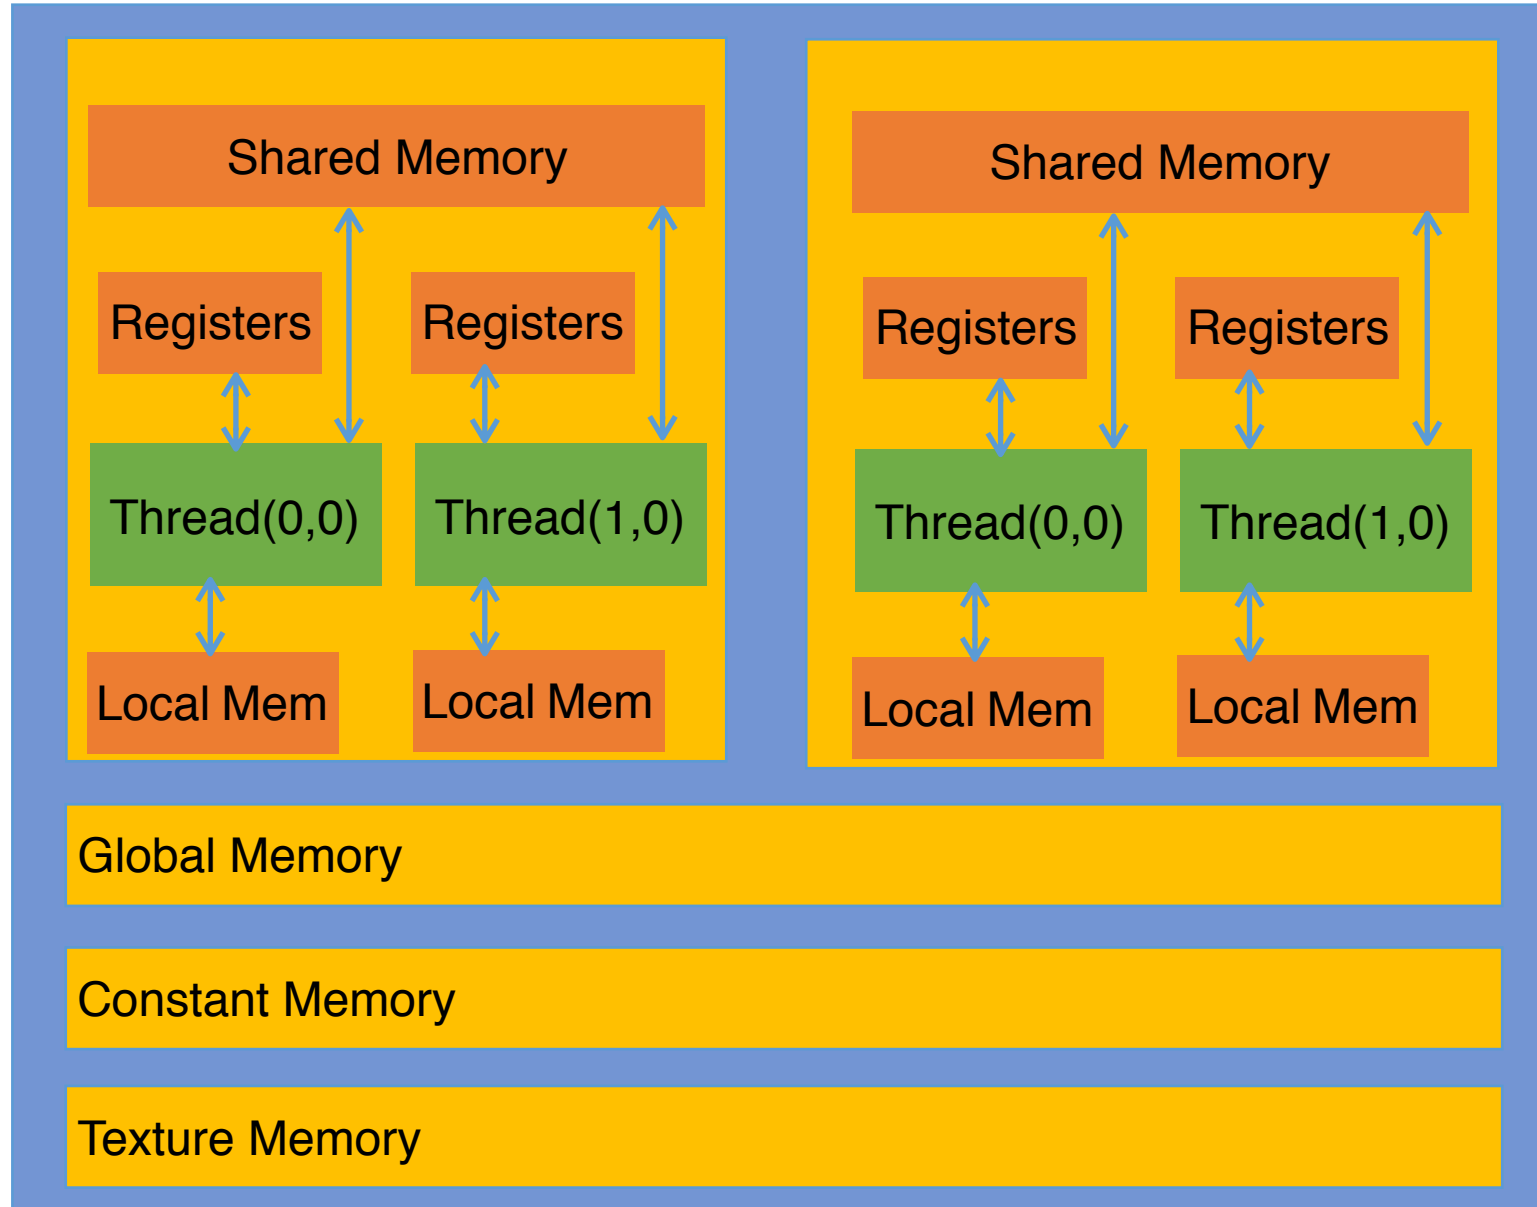 Shared Memory
Registers
Registers
Thread(0,0)
Thread(1,0)
Local Mem
Local Mem
Shared Memory
Registers
Registers
Thread(0,0)
Thread(1,0)
Local Mem
Local Mem
Global Memory
Constant Memory
Texture Memory